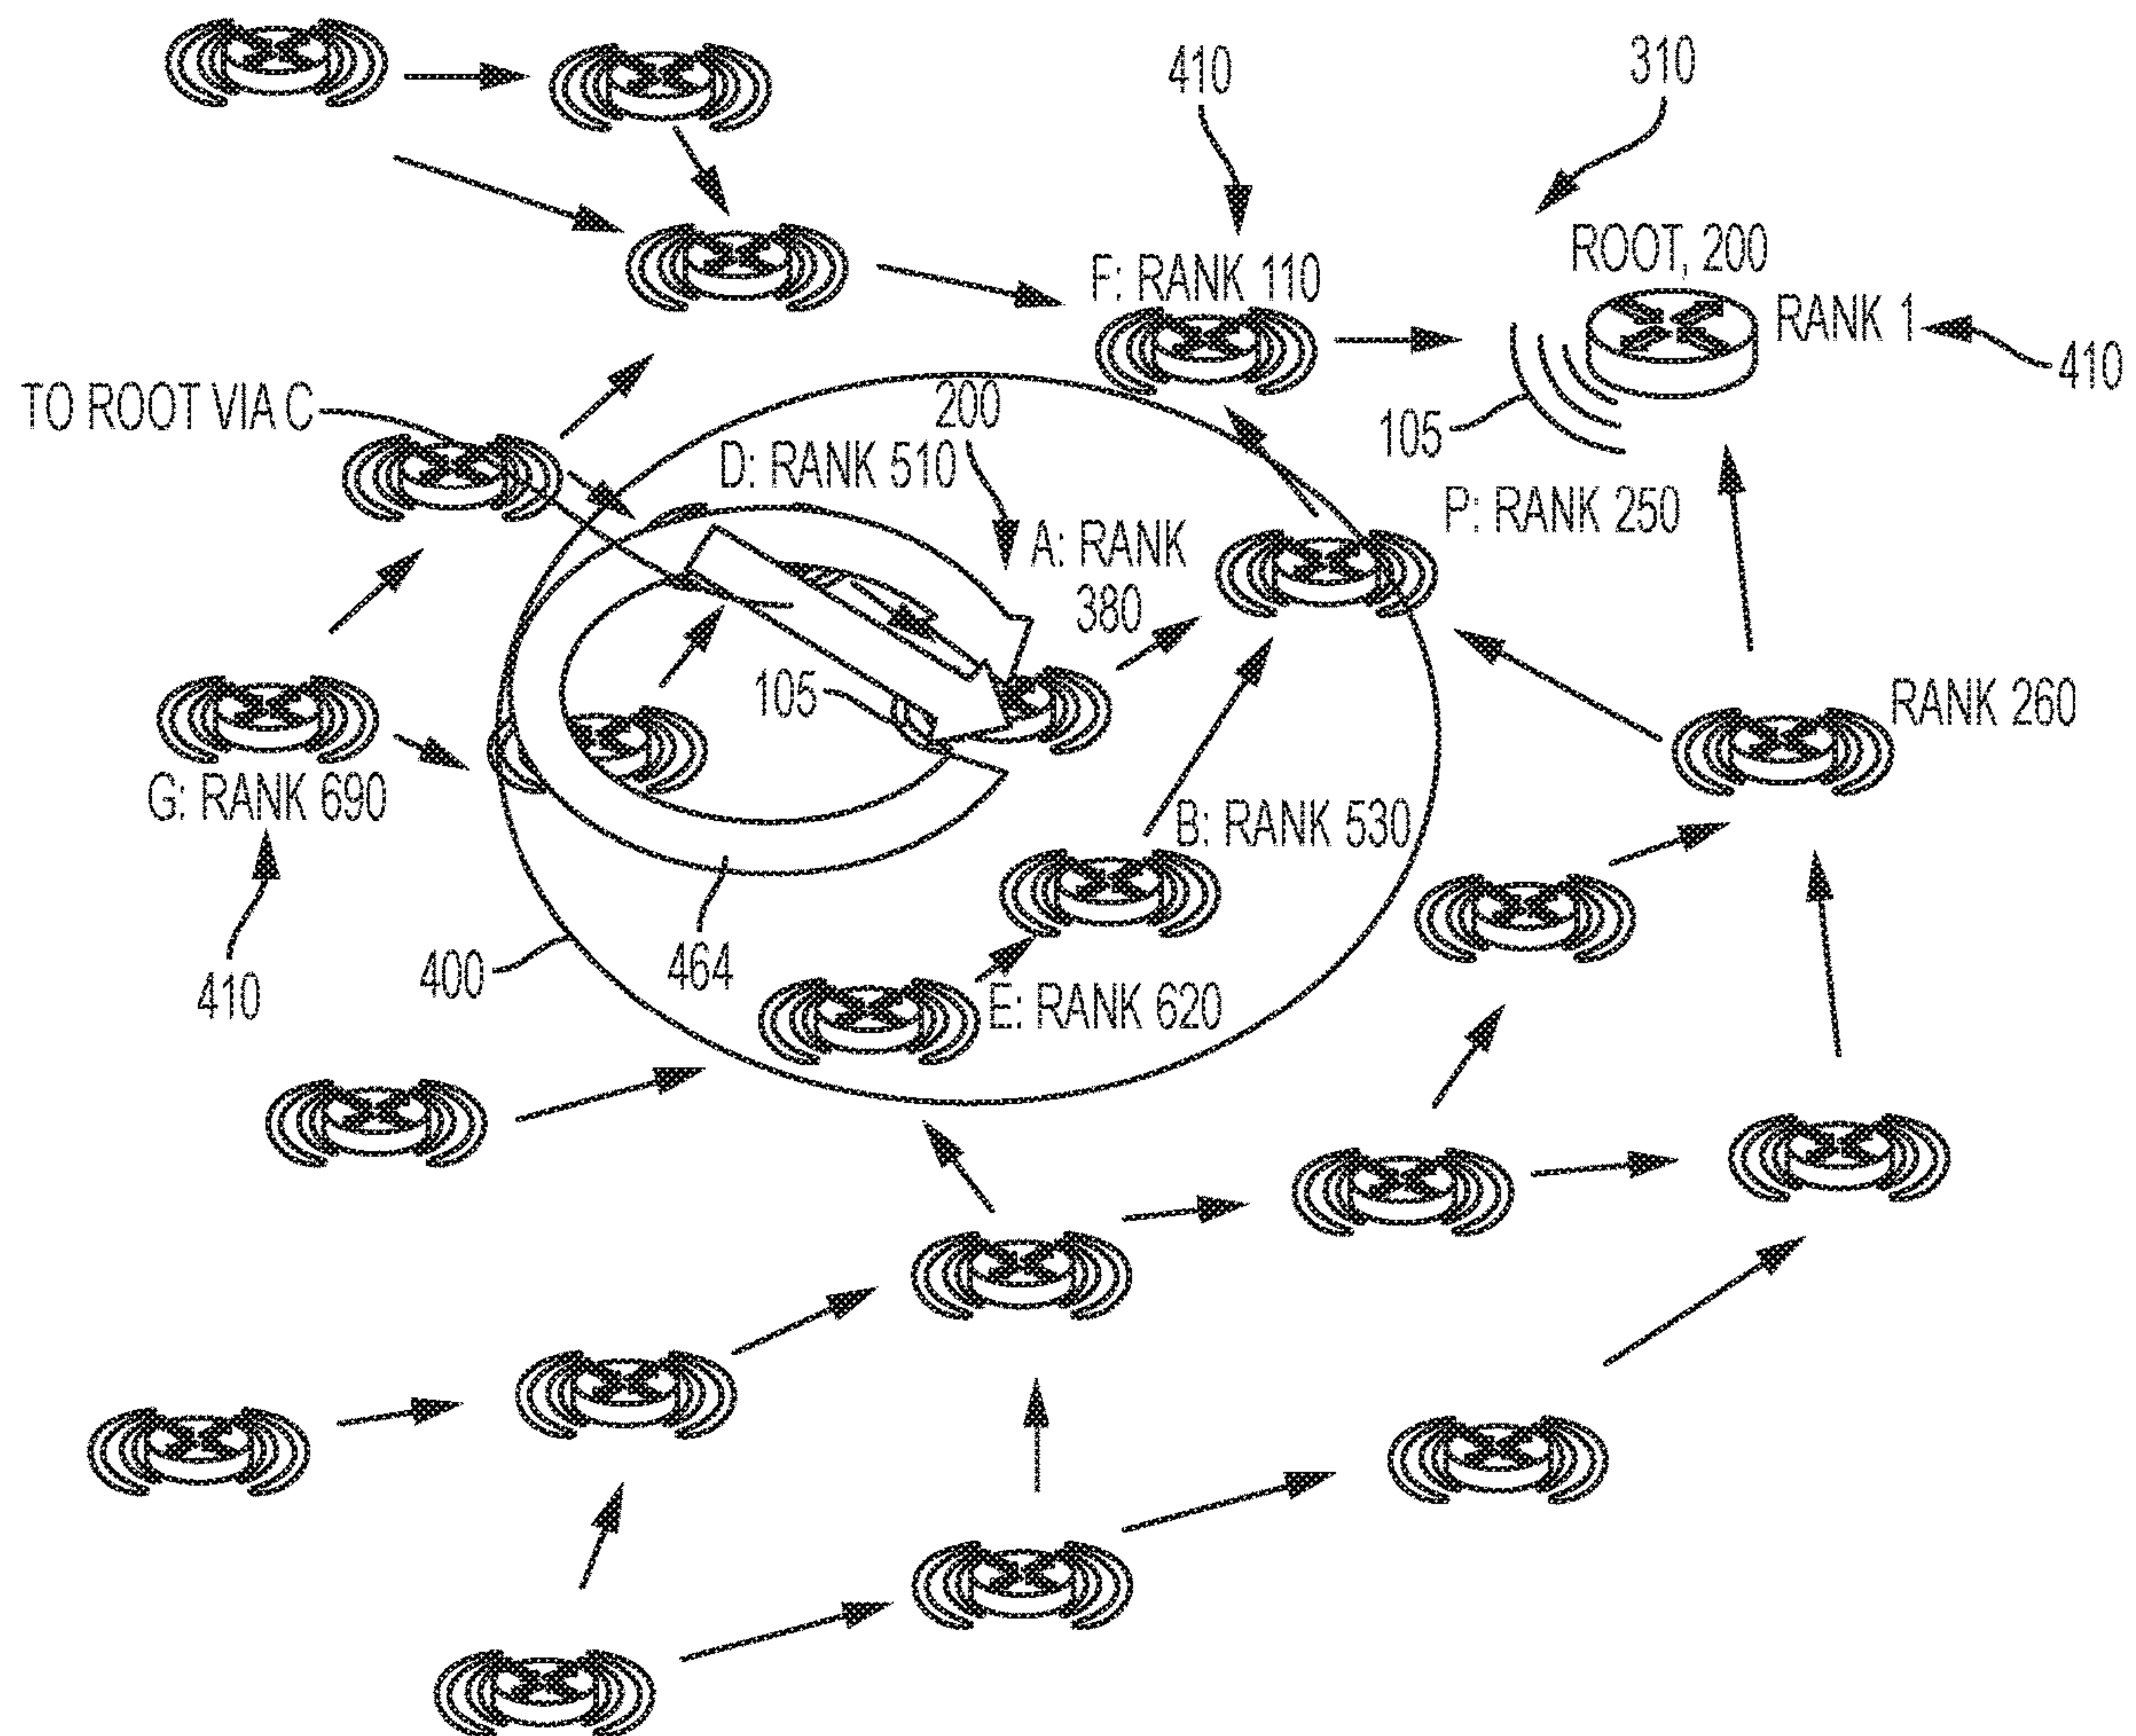 310
410
ROOT, 200
F: RANK 110
RANK 1
410
TO ROOT VIA C
200
105
D: RANK 510
P: RANK 250
A: RANK
380
105
RANK 260
G: RANK 690
B: RANK 530
464
400
410
E: RANK 620